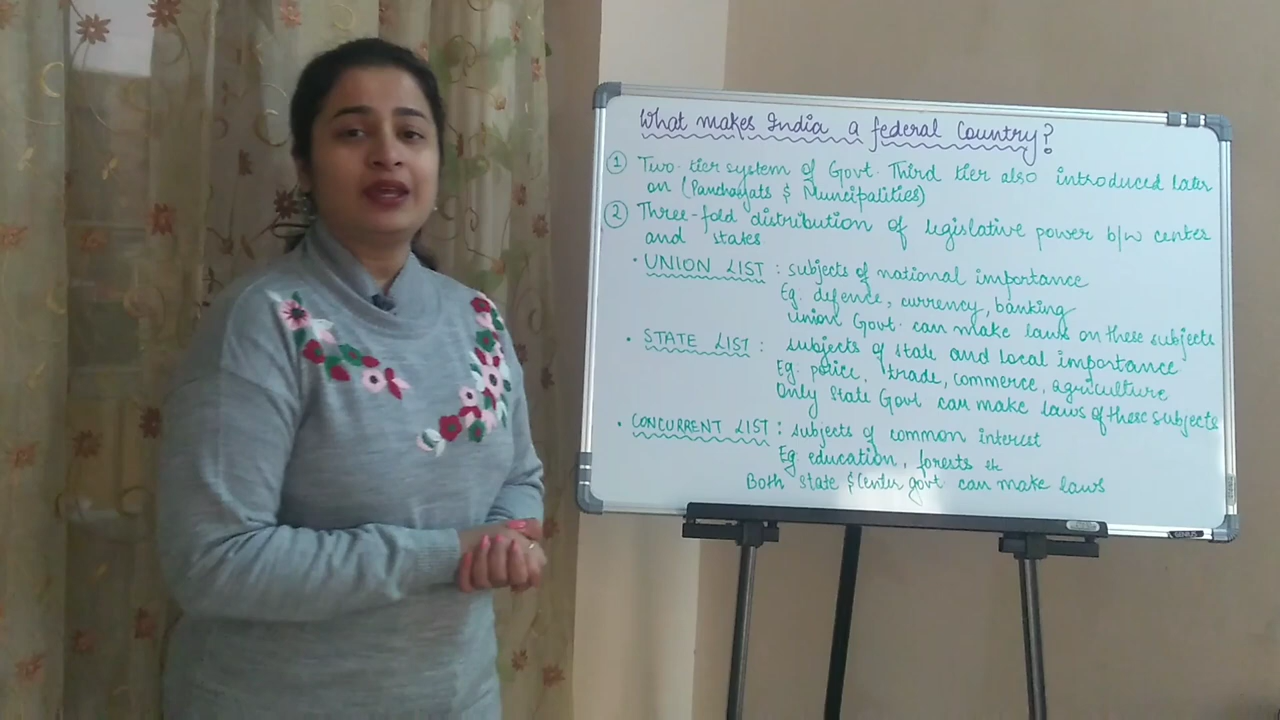 What makes India a federal Country?
① Two-tier system of Govt. Third tier also introduced later
on (Panchayats & Muncipalities)
② Three-fold distribution of legislative power b/w center
and states
• UNION LIST : subjects of national importance
Eg. defence, currency, banking
Union Govt. can make laws on these subjects
• STATE LIST : subjects of state and local importance
Eg: police, trade, commerce, agriculture
Only State Govt can make laws of these subjects
• CONCURRENT LIST : subjects of common interest
Eg education, forests etc
Both state & Center govt can make laws